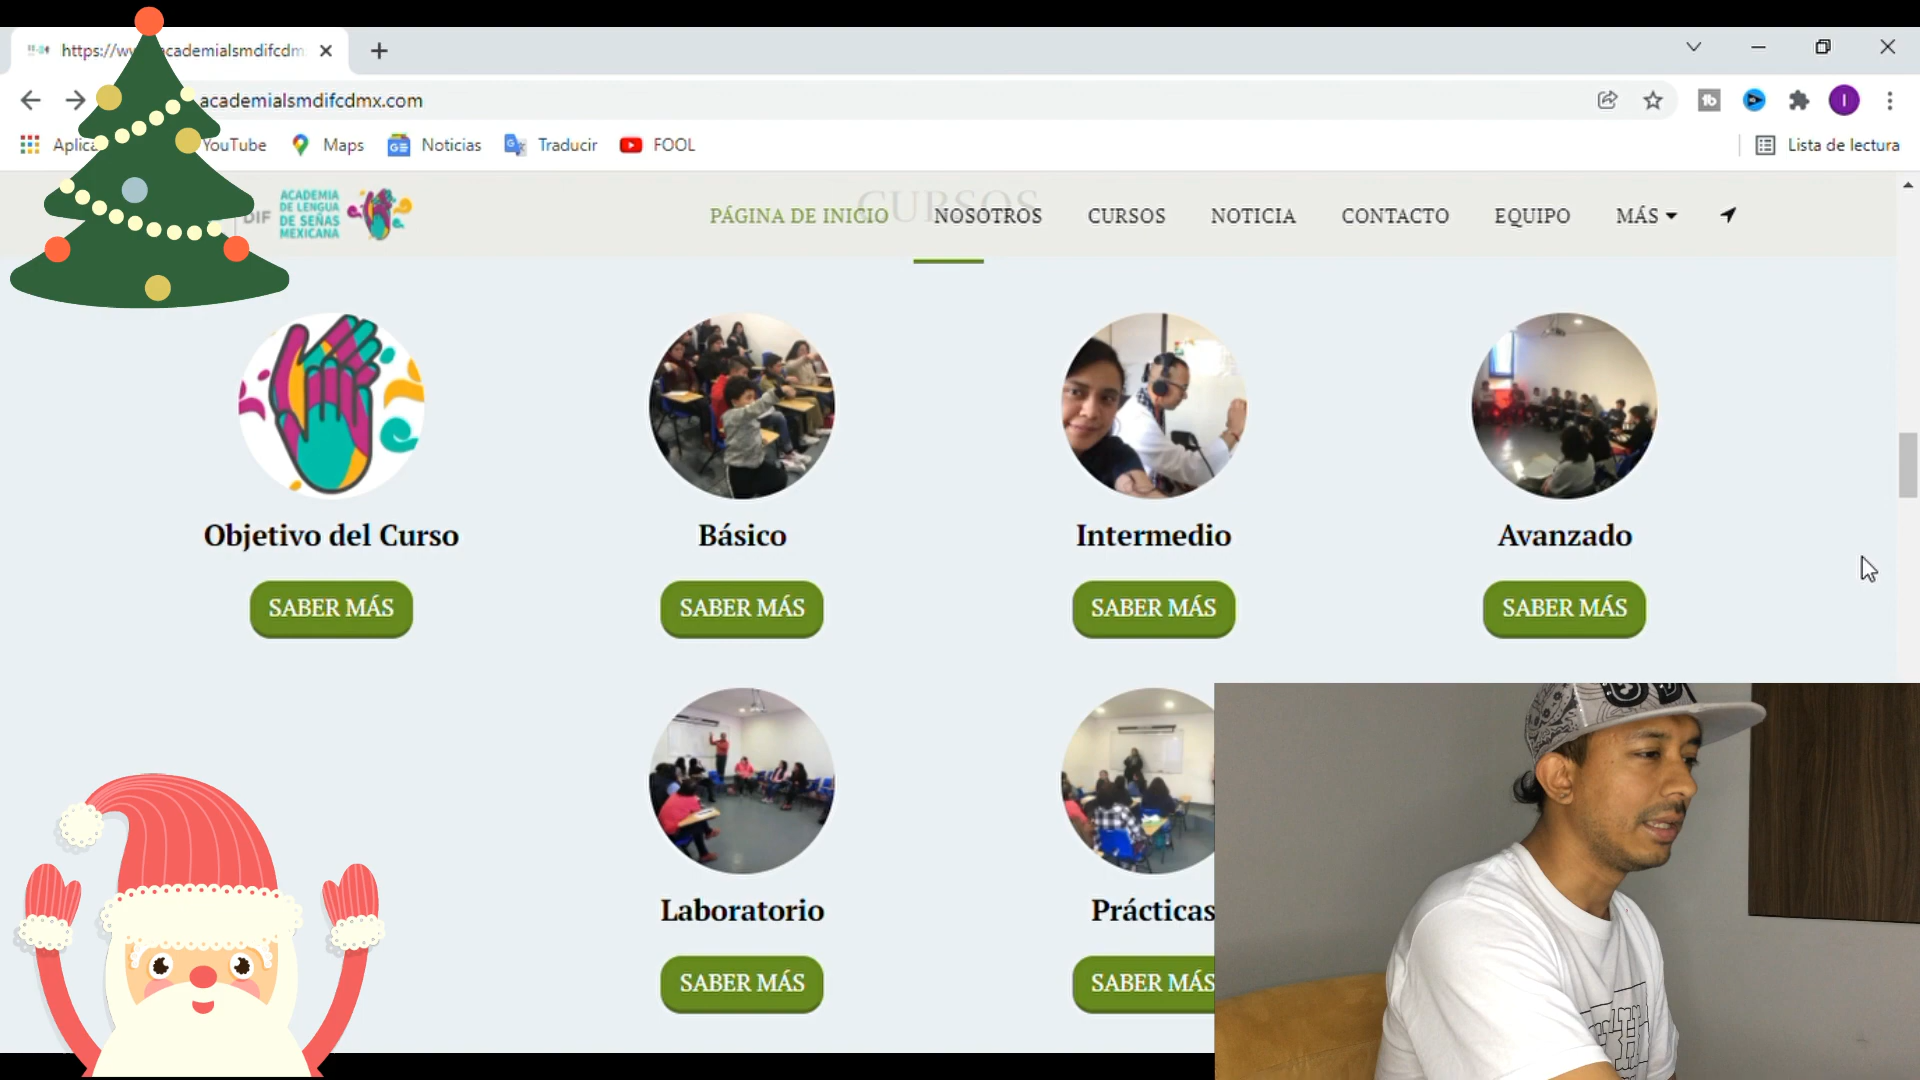 https://w
cademialsmdifcdm
academialsmdifcdmx.com
Aplica
YouTube
Maps
Noticias
Traducir
FOOL
Lista de lectura
DIF
ACADEMIA
DE LENGUA
DE SEÑAS
MEXICANA
CURSOS
PÁGINA DE INICIO
NOSOTROS
CURSOS
NOTICIA
CONTACTO
EQUIPO
MÁS
Objetivo del Curso
Básico
Intermedio
Avanzado
SABER MÁS
SABER MÁS
SABER MÁS
SABER MÁS
Laboratorio
Prácticas
SABER MÁS
SABER MÁS